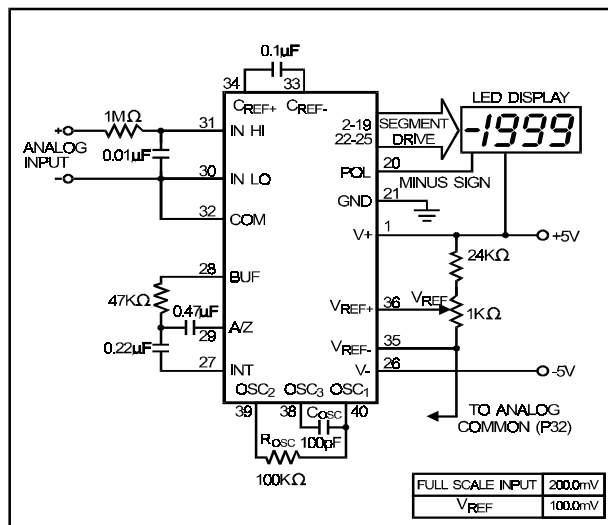 0.1µF
34
33
CREF+
CREF-
LED DISPLAY
-1999
1MΩ
31
IN HI
2-19
22-25
SEGMENT
DRIVE
ANALOG
INPUT
+
0.01µF
–
30
IN LO
POL
20
MINUS SIGN
GND
21
32
COM
V+
1
+5V
24KΩ
28
BUF
47KΩ
0.47µF
VREF+
36
VREF
1KΩ
A/Z
29
0.22µF
VREF-
35
27
INT
V-
26
-5V
OSC2
OSC3
OSC1
39
38
COSC
40
100pF
ROSC
100KΩ
TO ANALOG
COMMON (P32)
FULL SCALE INPUT 200.0mV
VREF 100.0mV